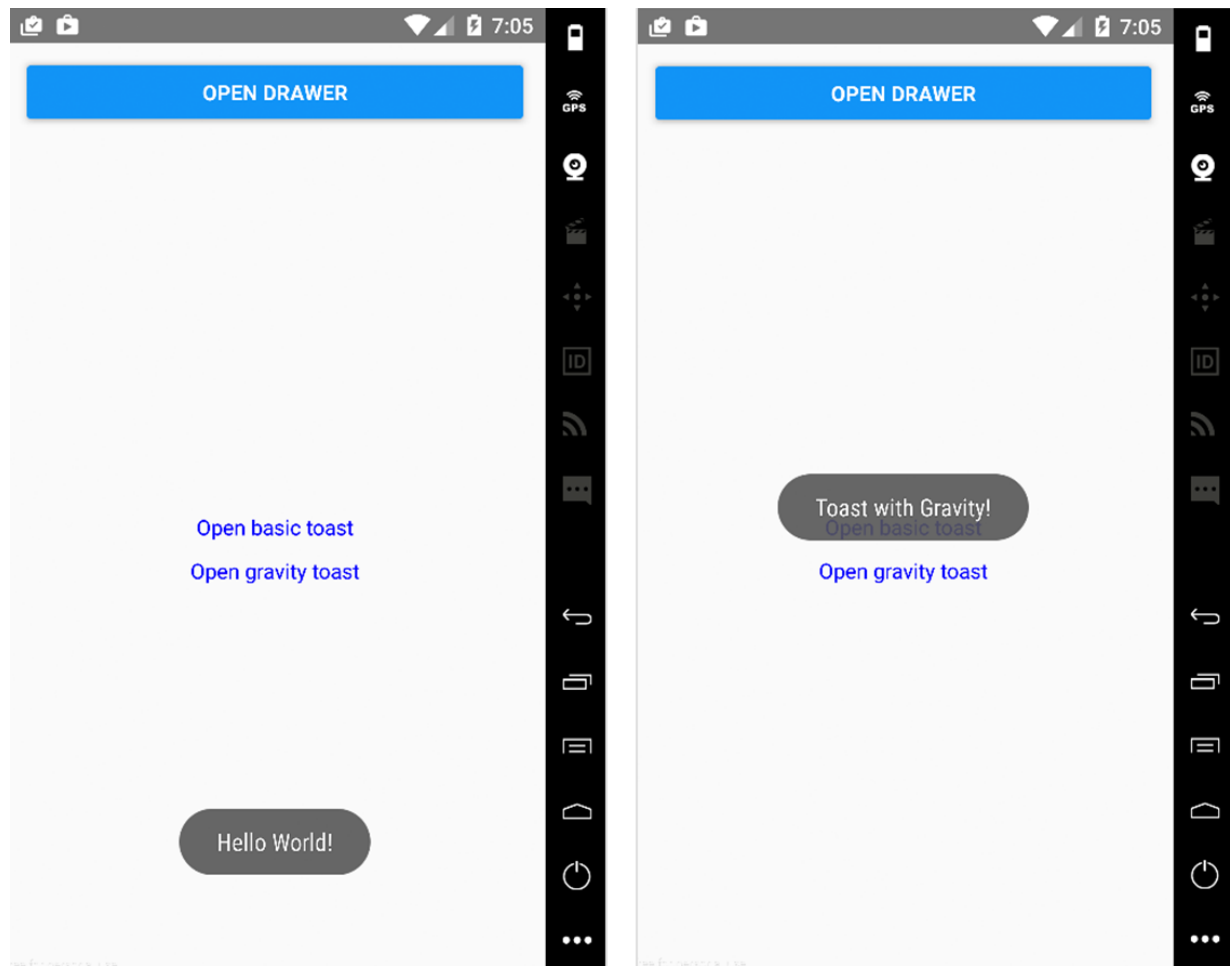 7:05
OPEN DRAWER
GPS
ID
Open basic toast
Open gravity toast
Hello World!
7:05
OPEN DRAWER
GPS
ID
Toast with Gravity!
Open basic toast
Open gravity toast